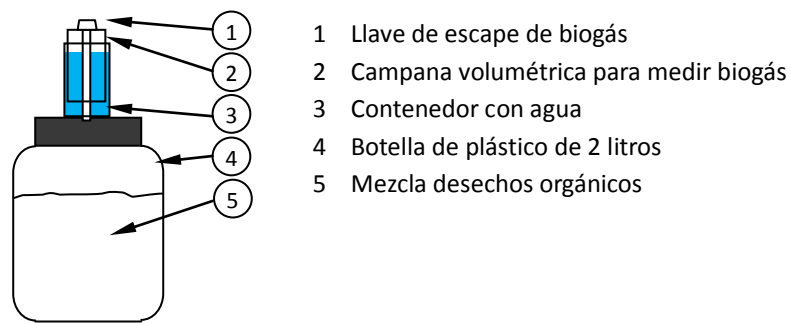 1
2
3
4
5
1 Llave de escape de biogás
2 Campana volumétrica para medir biogás
3 Contenedor con agua
4 Botella de plástico de 2 litros
5 Mezcla desechos orgánicos